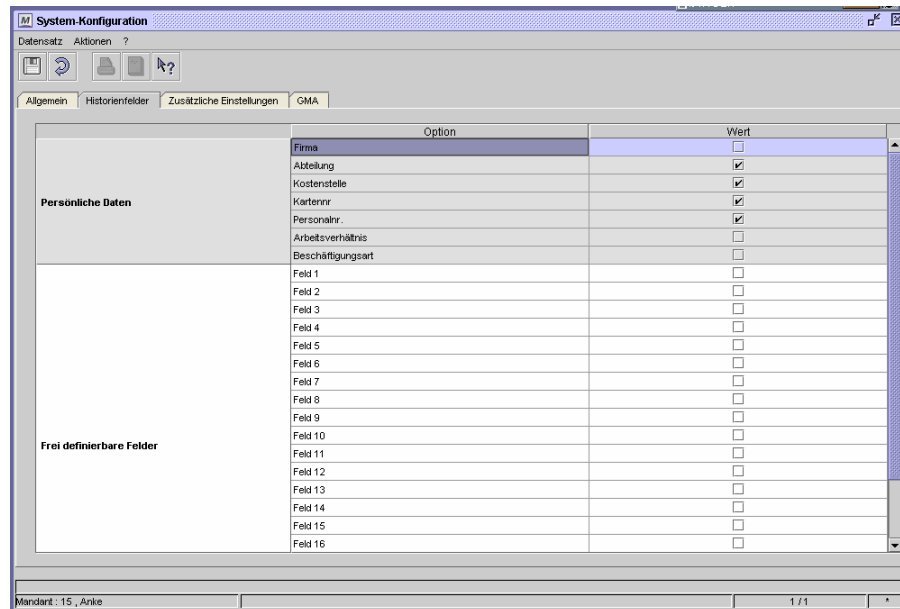 M System-Konfiguration
Datensatz Aktionen ?
Allgemein Historienfelder Zusätzliche Einstellungen GMA
Option Wert
Persönliche Daten
Firma
Abteilung
Kostenstelle
Kartennr
Personalnr.
Arbeitsverhältnis
Beschäftigungsart
Frei definierbare Felder
Feld 1
Feld 2
Feld 3
Feld 4
Feld 5
Feld 6
Feld 7
Feld 8
Feld 9
Feld 10
Feld 11
Feld 12
Feld 13
Feld 14
Feld 15
Feld 16
Mandant : 15 , Anke 1 / 1 *